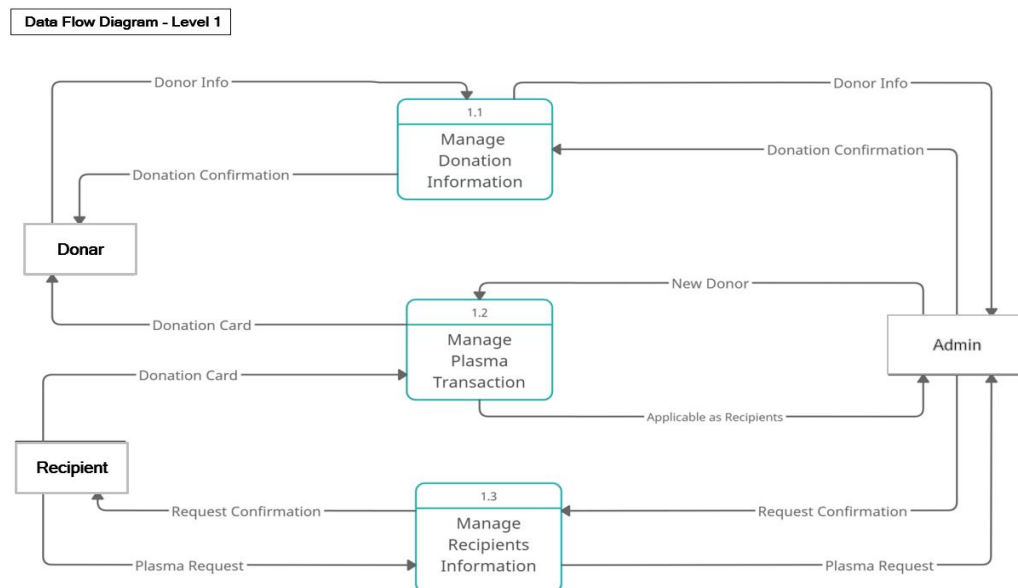 Data Flow Diagram - Level 1
Donor Info
Donor Info
1.1
Manage
Donation
Information
Donation Confirmation
Donation Confirmation
Donar
New Donor
1.2
Manage
Plasma
Transaction
Donation Card
Admin
Donation Card
Applicable as Recipients
Recipient
1.3
Manage
Recipients
Information
Request Confirmation
Request Confirmation
Plasma Request
Plasma Request